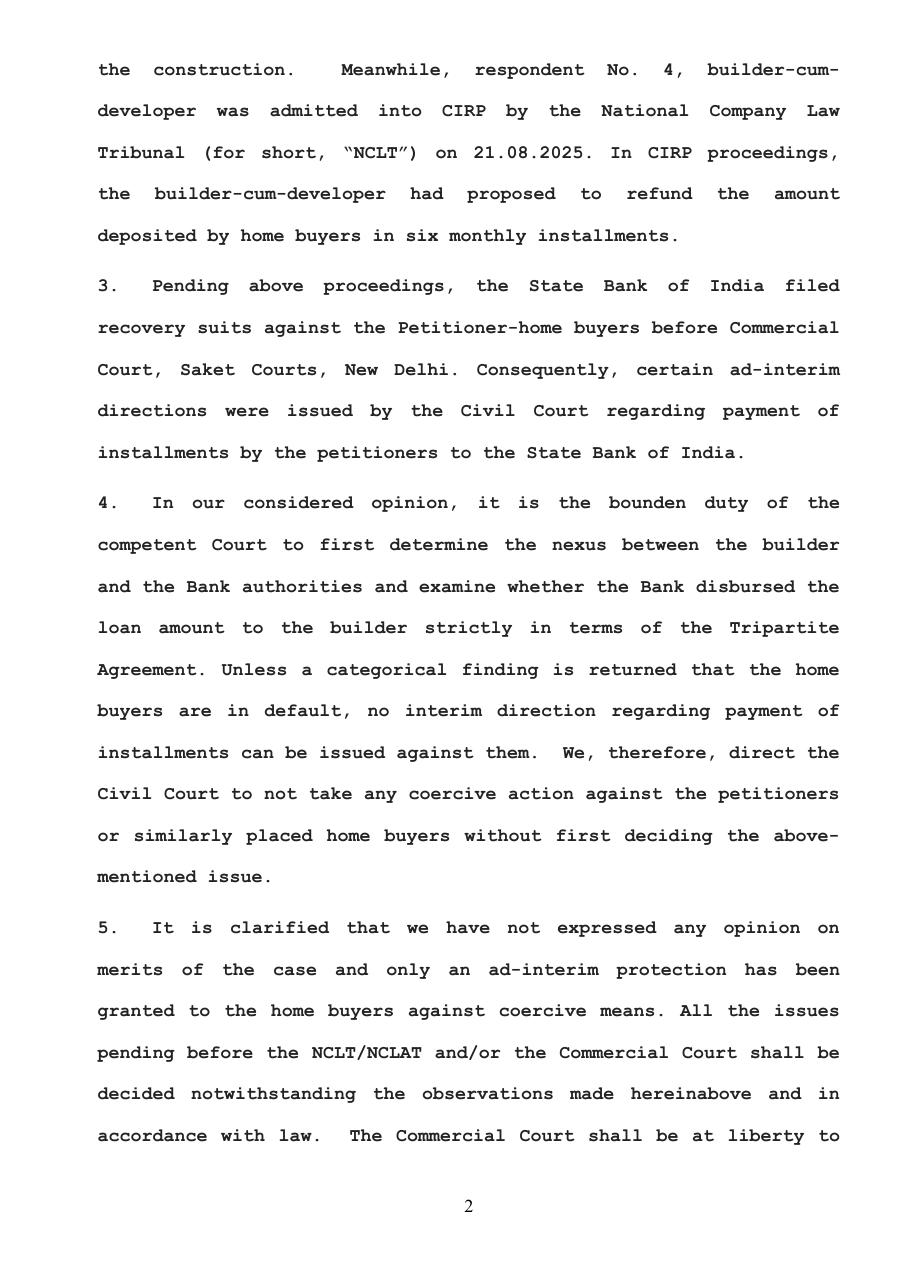 the construction. Meanwhile, respondent No. 4, builder-cum-
developer was admitted into CIRP by the National Company Law
Tribunal (for short, “NCLT”) on 21.08.2025. In CIRP proceedings,
the builder-cum-developer had proposed to refund the amount
deposited by home buyers in six monthly installments.
3. Pending above proceedings, the State Bank of India filed
recovery suits against the Petitioner-home buyers before Commercial
Court, Saket Courts, New Delhi. Consequently, certain ad-interim
directions were issued by the Civil Court regarding payment of
installments by the petitioners to the State Bank of India.
4. In our considered opinion, it is the bounden duty of the
competent Court to first determine the nexus between the builder
and the Bank authorities and examine whether the Bank disbursed the
loan amount to the builder strictly in terms of the Tripartite
Agreement. Unless a categorical finding is returned that the home
buyers are in default, no interim direction regarding payment of
installments can be issued against them. We, therefore, direct the
Civil Court to not take any coercive action against the petitioners
or similarly placed home buyers without first deciding the above-
mentioned issue.
5. It is clarified that we have not expressed any opinion on
merits of the case and only an ad-interim protection has been
granted to the home buyers against coercive means. All the issues
pending before the NCLT/NCLAT and/or the Commercial Court shall be
decided notwithstanding the observations made hereinabove and in
accordance with law. The Commercial Court shall be at liberty to
2